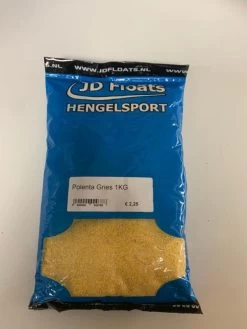 WWW.JDFLOATS.NL
JD Floats
HENGELSPORT
Polenta Gries 1KG
€ 2,25